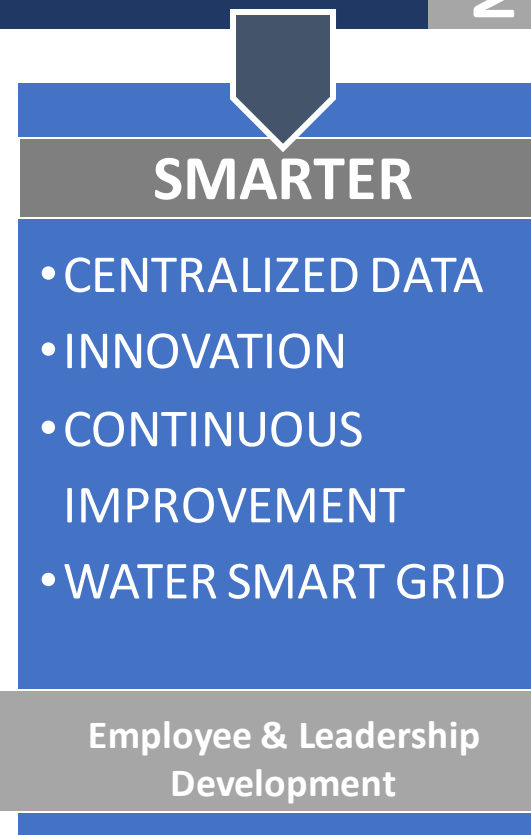 SMARTER
•CENTRALIZED DATA
•INNOVATION
•CONTINUOUS
IMPROVEMENT
•WATER SMART GRID
Employee & Leadership
Development